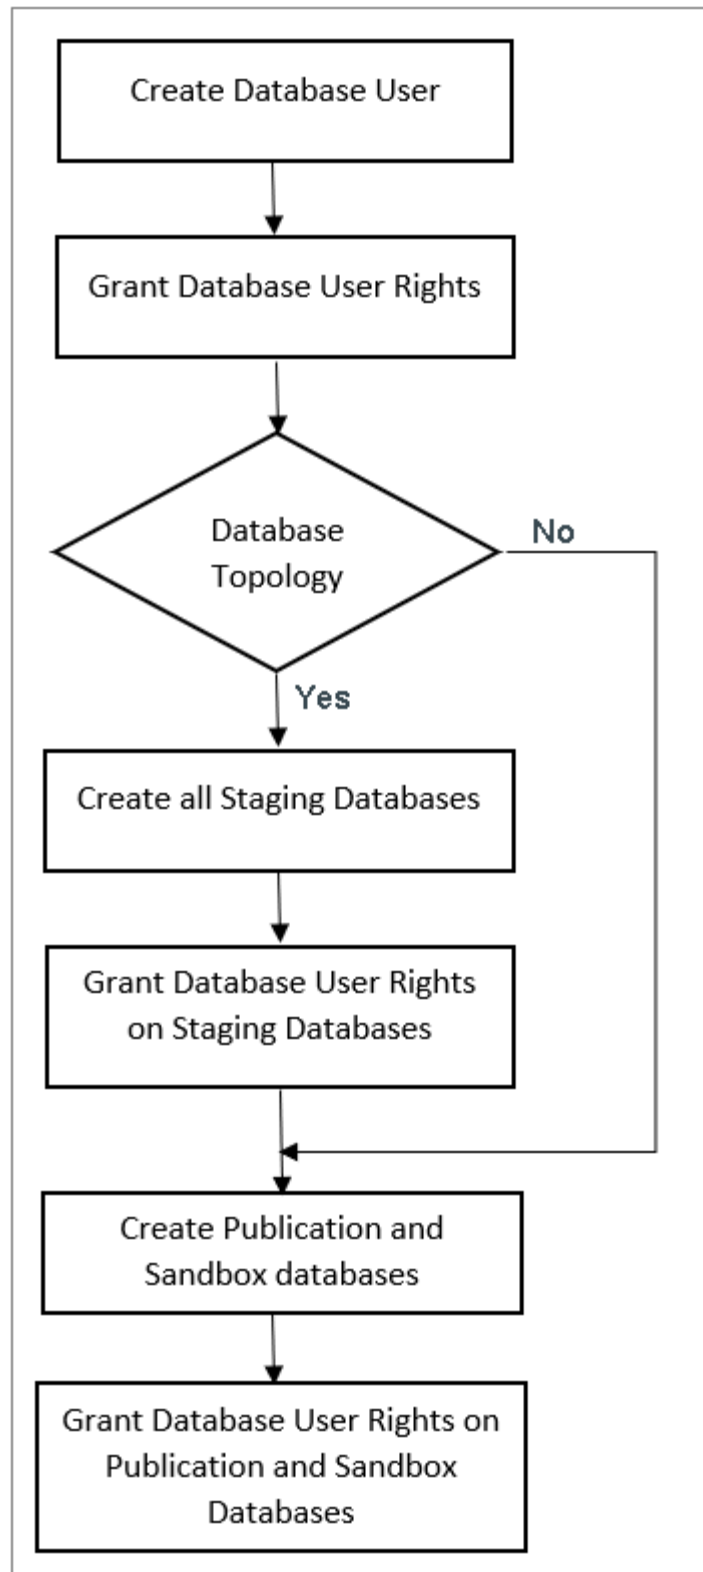 Create Database User
Grant Database User Rights
Database
Topology
No
Yes
Create all Staging Databases
Grant Database User Rights
on Staging Databases
Create Publication and
Sandbox databases
Grant Database User Rights on
Publication and Sandbox
Databases